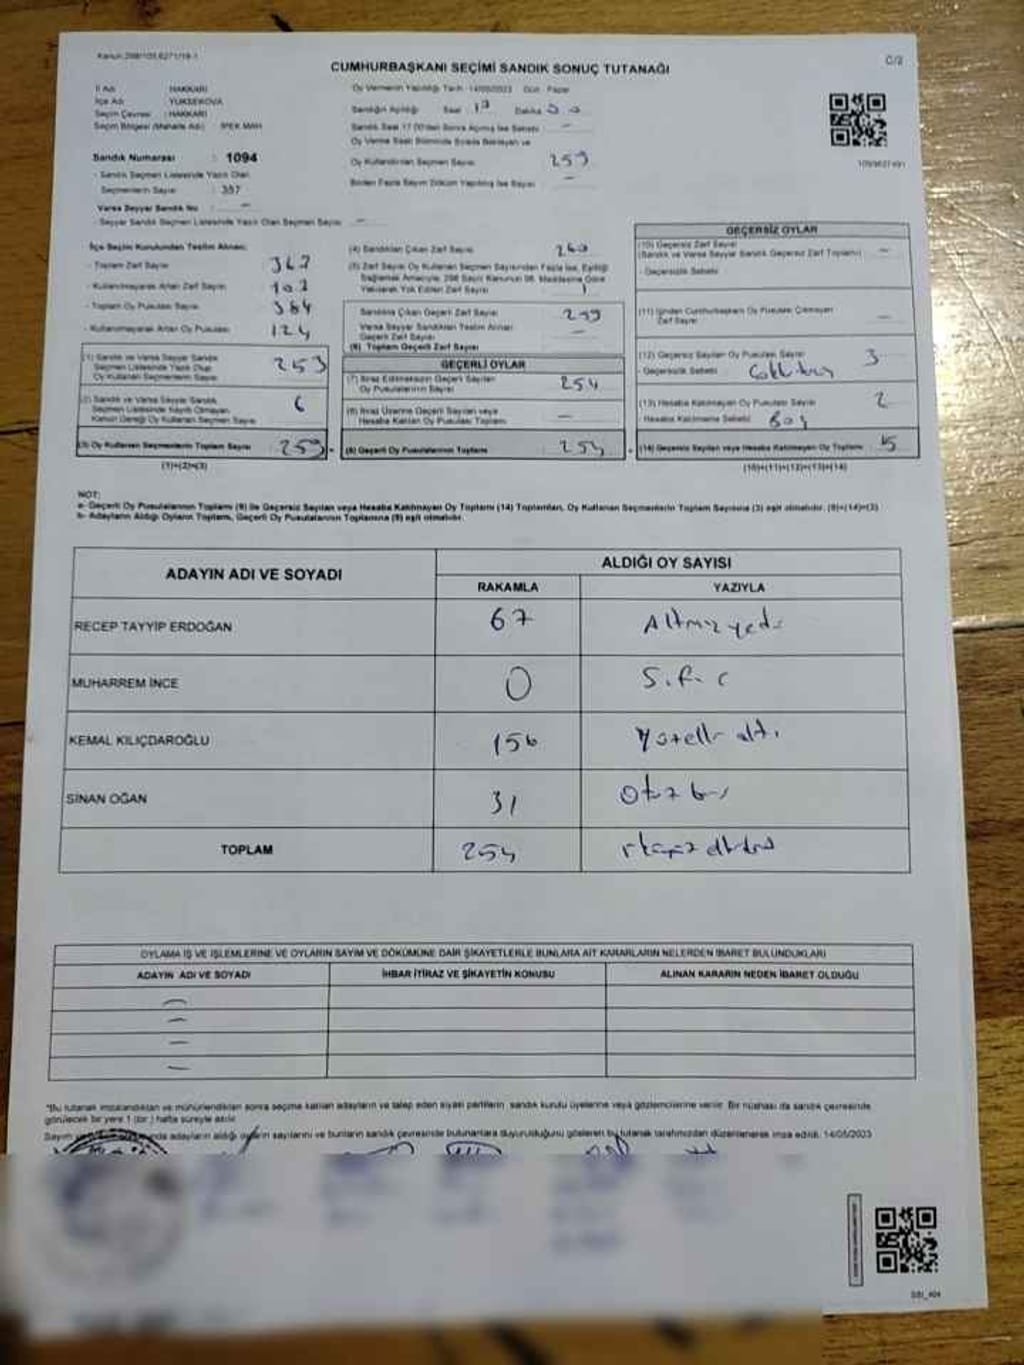 Kanun:298/105,6271/19-1
C/2
CUMHURBAŞKANI SEÇİMİ SANDIK SONUÇ TUTANAĞI
İl Adı : HAKKARİ
İlçe Adı : YÜKSEKOVA
Seçim Çevresi : HAKKARİ
Seçim Bölgesi (Mahalle Adı) : İPEK MAH.
Sandık Numarası : 1094
- Sandık Seçmen Listesinde Yazılı Olan
Seçmenlerin Sayısı : 357
Varsa Seyyar Sandık No : -
- Seyyar Sandık Seçmen Listesinde Yazılı Olan Seçmen Sayısı : -
Oy Vermenin Yapıldığı Tarih : 14/05/2023 Gün : Pazar
Sandığın Açıldığı Saat 17 Dakika
Sandık Saat 17.00'den Sonra Açılmış İse Sebebi : -
Oy Verme Saati Bitiminde Sırada Bekleyen ve
Oy Kullandırılan Seçmen Sayısı : 259
Birden Fazla Sayım Döküm Yapılmış İse Sayısı : -
İlçe Seçim Kurulundan Teslim Alınan:
- Toplam Zarf Sayısı :
- Kullanılmayarak Artan Zarf Sayısı :
- Toplam Oy Pusulası Sayısı : 384
- Kullanılmayarak Artan Oy Pusulası : 124
(1) Sandık ve Varsa Seyyar Sandık
Seçmen Listesinde Yazılı Olup
Oy Kullanan Seçmenlerin Sayısı : 253
(2) Sandık ve Varsa Seyyar Sandık
Seçmen Listesinde Kayıtlı Olmayan
Kanun Gereği Oy Kullanan Seçmen Sayısı : 6
(3) Oy Kullanan Seçmenlerin Toplam Sayısı : 259
(1)+(2)=(3)
(4) Sandıktan Çıkan Zarf Sayısı : 260
(5) Zarf Sayısı Oy Kullanan Seçmen Sayısından Fazla İse, Eşitliği
Sağlamak Amacıyla, 298 Sayılı Kanunun 98. Maddesine Göre
Yakılarak Yok Edilen Zarf Sayısı : 1
Sandıkta Çıkan Geçerli Zarf Sayısı : 259
Varsa Seyyar Sandıktan Teslim Alınan
Geçerli Zarf Sayısı : -
(6) Toplam Geçerli Zarf Sayısı
GEÇERLİ OYLAR
(7) İtiraz Edilmeksizin Geçerli Sayılan
Oy Pusulalarının Sayısı : 254
(8) İtiraz Üzerine Geçerli Sayılan veya
Hesaba Katılan Oy Pusulası Toplamı : -
(9) Geçerli Oy Pusulalarının Toplamı : 254
GEÇERSİZ OYLAR
(10) Geçersiz Zarf Sayısı
(Sandık ve Varsa Seyyar Sandık Geçersiz Zarf Toplamı) : -
- Geçersizlik Sebebi :
(11) İçinden Cumhurbaşkanı Oy Pusulası Çıkmayan
Zarf Sayısı : -
(12) Geçersiz Sayılan Oy Pusulası Sayısı : 3
- Geçersizlik Sebebi :
(13) Hesaba Katılmayan Oy Pusulası Sayısı : 2
- Hesaba Katılmama Sebebi : Boş
(14) Geçersiz Sayılan veya Hesaba Katılmayan Oy Toplamı : 5
(10)+(11)+(12)+(13)=(14)
NOT:
a- Geçerli Oy Pusulalarının Toplamı (9) ile Geçersiz Sayılan veya Hesaba Katılmayan Oy Toplamı (14) Toplamları, Oy Kullanan Seçmenlerin Toplam Sayısına (3) eşit olmalıdır. (9)+(14)=(3)
b- Adayların Aldığı Oyların Toplamı, Geçerli Oy Pusulalarının Toplamına (9) eşit olmalıdır.
ADAYIN ADI VE SOYADI
ALDIĞI OY SAYISI
RAKAMLA YAZIYLA
RECEP TAYYİP ERDOĞAN 67 Altmışyedi
MUHARREM İNCE 0 Sıfır
KEMAL KILIÇDAROĞLU 156 Yüzelli altı
SİNAN OĞAN 31 Otuz bir
TOPLAM 254 ikiyüz ellidört
OYLAMA İŞ VE İŞLEMLERİNE VE OYLARIN SAYIM VE DÖKÜMÜNE DAİR ŞİKAYETLERLE BUNLARA AİT KARARLARIN NELERDEN İBARET BULUNDUKLARI
ADAYIN ADI VE SOYADI İHBAR İTİRAZ VE ŞİKAYETİN KONUSU ALINAN KARARIN NEDEN İBARET OLDUĞU
*Bu tutanak imzalandıktan ve mühürlendikten sonra seçime katılan adayların ve talep eden siyasi partilerin, sandık kurulu üyelerine veya gözlemcilerine verilir. Bir nüshası da sandık çevresinde
görülecek bir yere 1 (bir) hafta süreyle asılır.
adayların aldığı oyların sayılarını ve bunların sandık çevresinde bulunanlara duyurulduğunu gösteren bu tutanak tarafımızdan düzenlenerek imza edildi. 14/05/2023